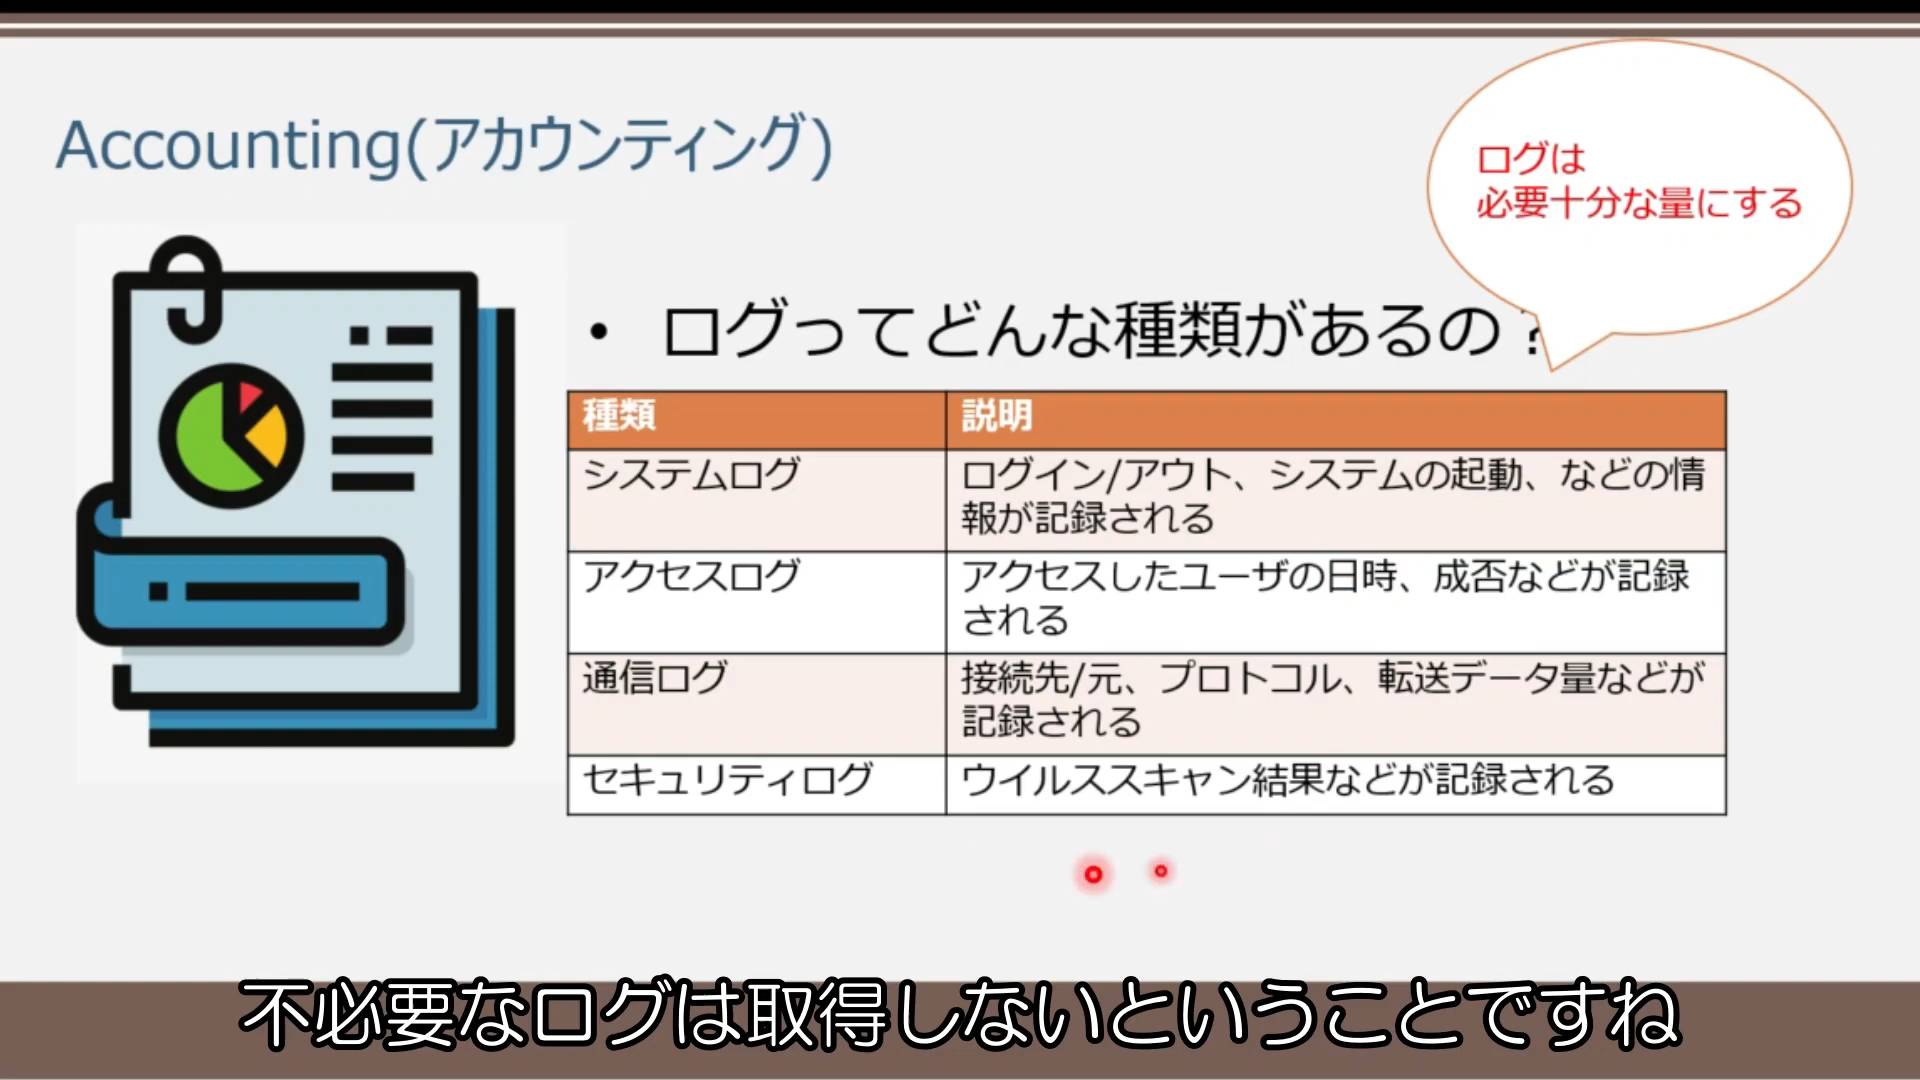 Accounting(アカウンティング)
ログは
必要十分な量にする
• ログってどんな種類があるの?
種類 説明
システムログ ログイン/アウト、システムの起動、などの情
報が記録される
アクセスログ アクセスしたユーザの日時、成否などが記録
される
通信ログ 接続先/元、プロトコル、転送データ量などが
記録される
セキュリティログ ウイルススキャン結果などが記録される
不必要なログは取得しないということですね